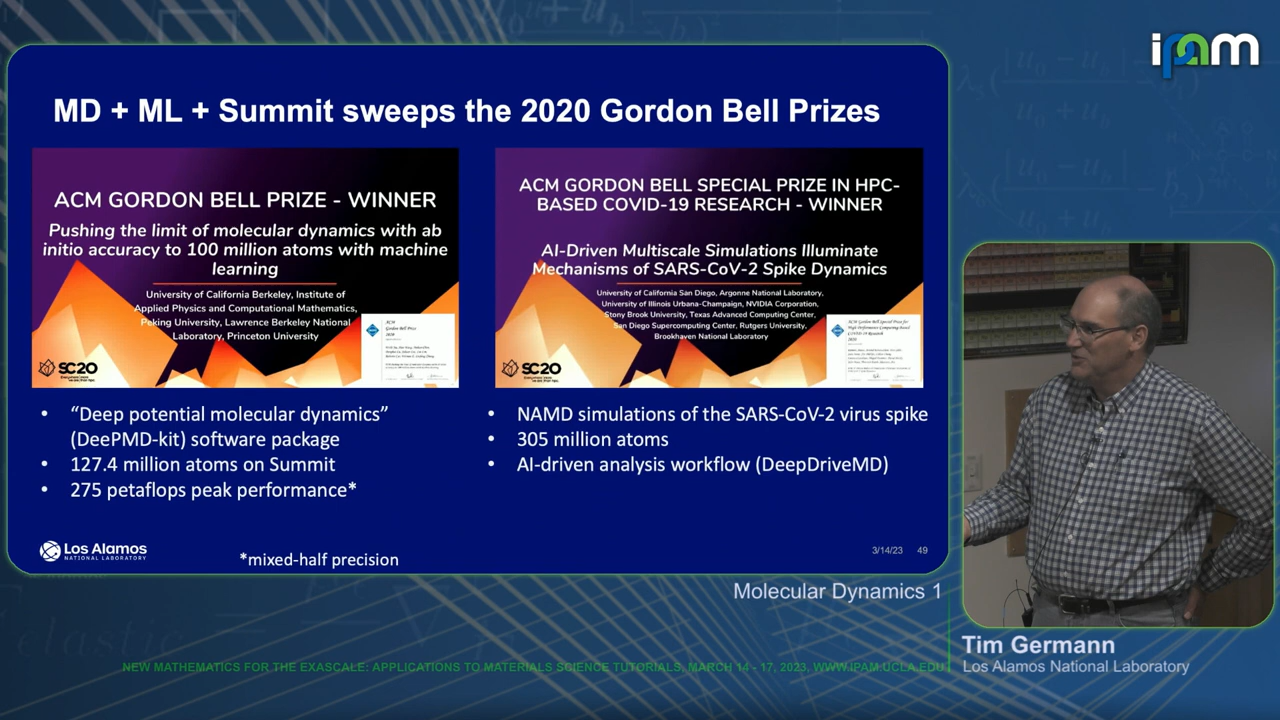 ipam
MD + ML + Summit sweeps the 2020 Gordon Bell Prizes
ACM GORDON BELL PRIZE - WINNER
Pushing the limit of molecular dynamics with ab
initio accuracy to 100 million atoms with machine
learning
University of California Berkeley, Institute of
Applied Physics and Computational Mathematics,
Peking University, Lawrence Berkeley National
Laboratory, Princeton University
SC20
ACM
Gordon Bell Prize
2020
ACM GORDON BELL SPECIAL PRIZE IN HPC-
BASED COVID-19 RESEARCH - WINNER
AI-Driven Multiscale Simulations Illuminate
Mechanisms of SARS-CoV-2 Spike Dynamics
University of California San Diego, Argonne National Laboratory,
University of Illinois Urbana-Champaign, NVIDIA Corporation,
Stony Brook University, Texas Advanced Computing Center,
San Diego Supercomputing Center, Rutgers University,
Brookhaven National Laboratory
SC20
• “Deep potential molecular dynamics”
(DeePMD-kit) software package
• 127.4 million atoms on Summit
• 275 petaflops peak performance*
• NAMD simulations of the SARS-CoV-2 virus spike
• 305 million atoms
• AI-driven analysis workflow (DeepDriveMD)
Los Alamos
NATIONAL LABORATORY
*mixed-half precision
3/14/23 49
Molecular Dynamics 1
Tim Germann
Los Alamos National Laboratory
NEW MATHEMATICS FOR THE EXASCALE: APPLICATIONS TO MATERIALS SCIENCE TUTORIALS, MARCH 14 - 17, 2023, WWW.IPAM.UCLA.EDU